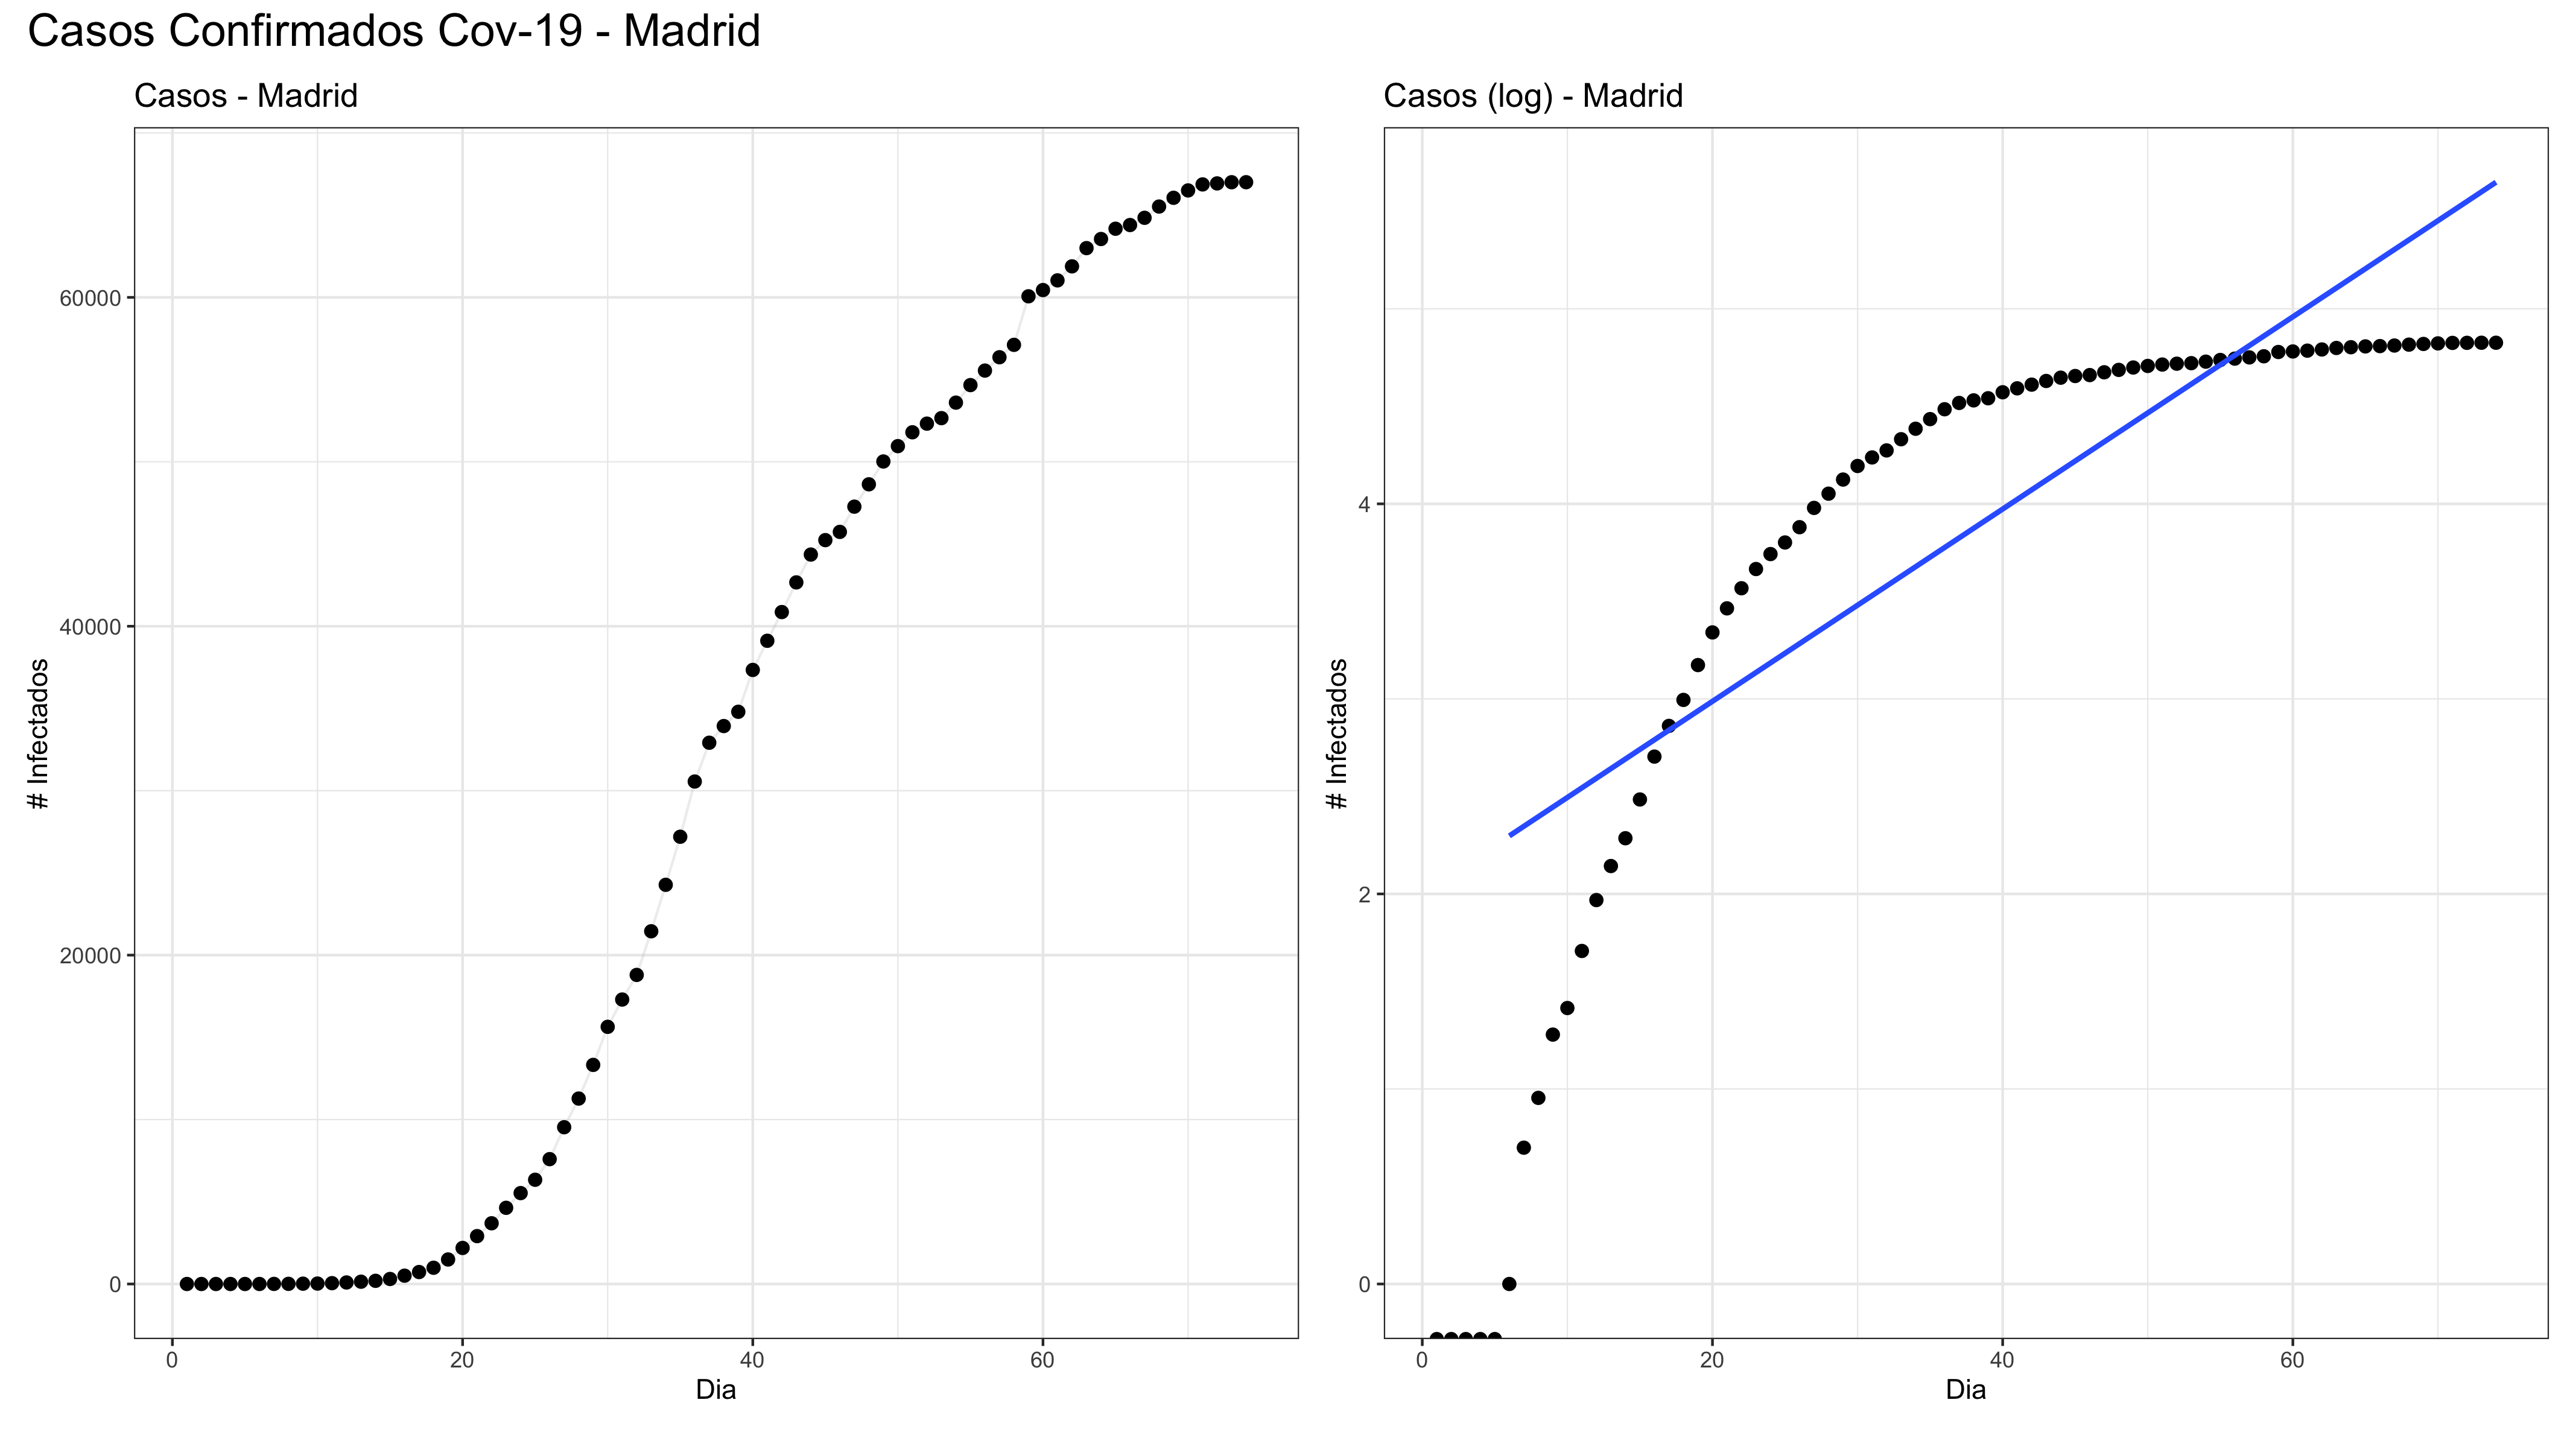 Casos Confirmados Cov-19 - Madrid
Casos - Madrid
# Infectados
60000
40000
20000
0
0 20 40 60
Dia
Casos (log) - Madrid
# Infectados
4
2
0
0 20 40 60
Dia